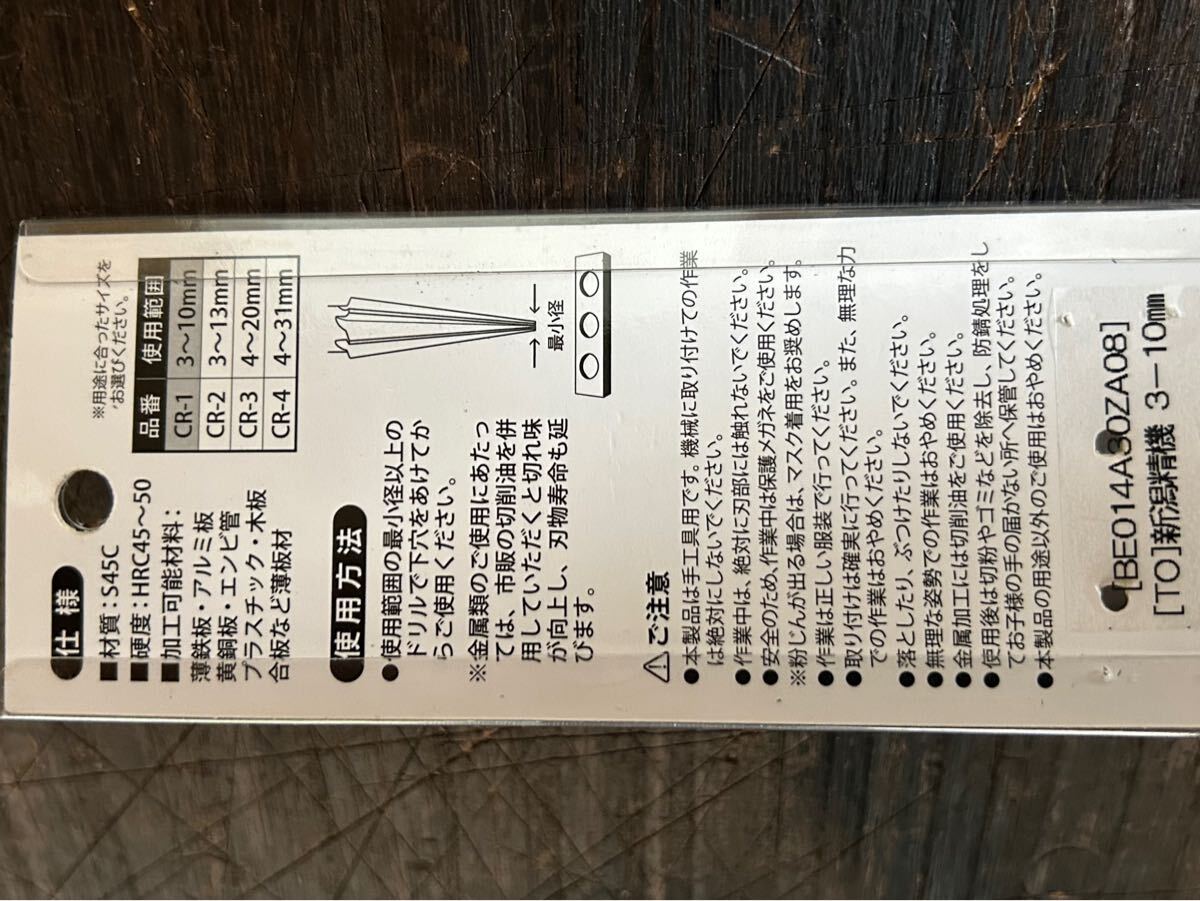 仕様
■材質：S45C
■硬度：HRC45〜50
■加工可能材料：
薄鉄板・アルミ板
黄銅板・エンビ管
プラスチック・木板
合板など薄板材
※用途に合ったサイズを
お選びください。
品番 使用範囲
CR-1 3〜10mm
CR-2 3〜13mm
CR-3 4〜20mm
CR-4 4〜31mm
使用方法
●使用範囲の最小径以上の
ドリルで下穴をあけてか
らご使用ください。
※金属類のご使用にあたっ
ては、市販の切削油を併
用していただくと切れ味
が向上し、刃物寿命も延
びます。
最小径
⚠ご注意
●本製品は手工具用です。機械に取り付けての作業
は絶対にしないでください。
●作業中は、絶対に刃部には触れないでください。
●安全のため、作業中は保護メガネをご使用ください。
※粉じんが出る場合は、マスク着用をお奨めします。
●作業は正しい服装で行ってください。
●取り付けは確実に行ってください。また、無理な力
での作業はおやめください。
●落としたり、ぶつけたりしないでください。
●無理な姿勢での作業はおやめください。
●金属加工には切削油をご使用ください。
●使用後は切粉やゴミなどを除去し、防錆処理をし
てお子様の手の届かない所へ保管してください。
●本製品の用途以外のご使用はおやめください。
[BE014A30ZA08]
[TO]新潟精機 3－10mm